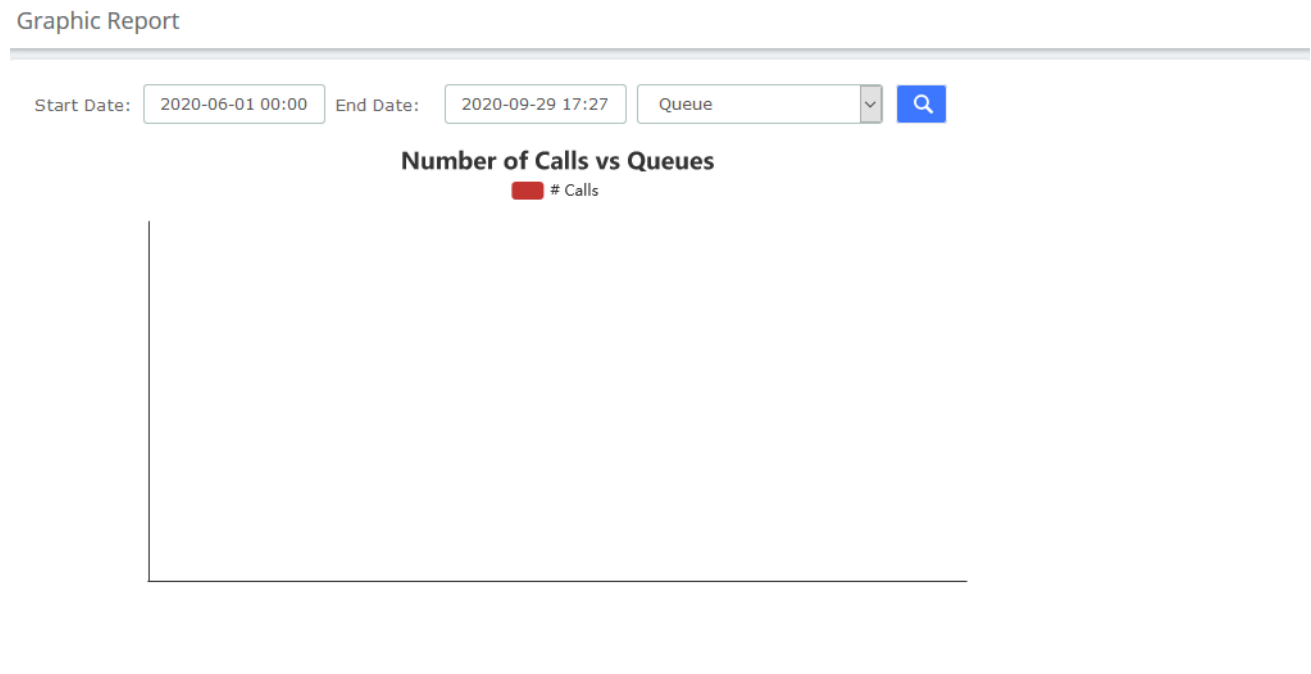 Graphic Report
Start Date: 2020-06-01 00:00 End Date: 2020-09-29 17:27 Queue
Number of Calls vs Queues
# Calls